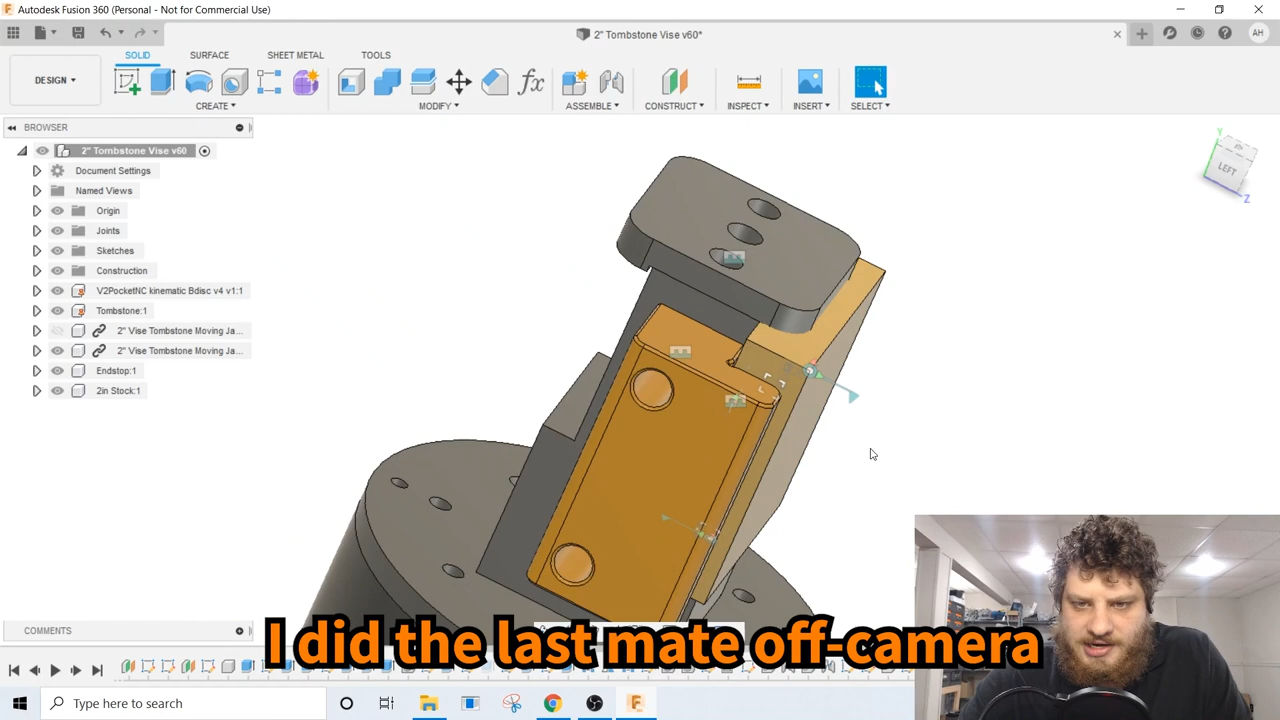 Autodesk Fusion 360 (Personal - Not for Commercial Use)
2" Tombstone Vise v60*
AH
SOLID
SURFACE
SHEET METAL
TOOLS
DESIGN
CREATE
MODIFY
ASSEMBLE
CONSTRUCT
INSPECT
INSERT
SELECT
BROWSER
2" Tombstone Vise v60
Document Settings
Named Views
Origin
Joints
Sketches
Construction
V2PocketNC kinematic Bdisc v4 v1:1
Tombstone:1
2" Vise Tombstone Moving Ja...
2" Vise Tombstone Moving Ja...
Endstop:1
2in Stock:1
Y
LEFT
Z
I did the last mate off-camera
COMMENTS
Type here to search